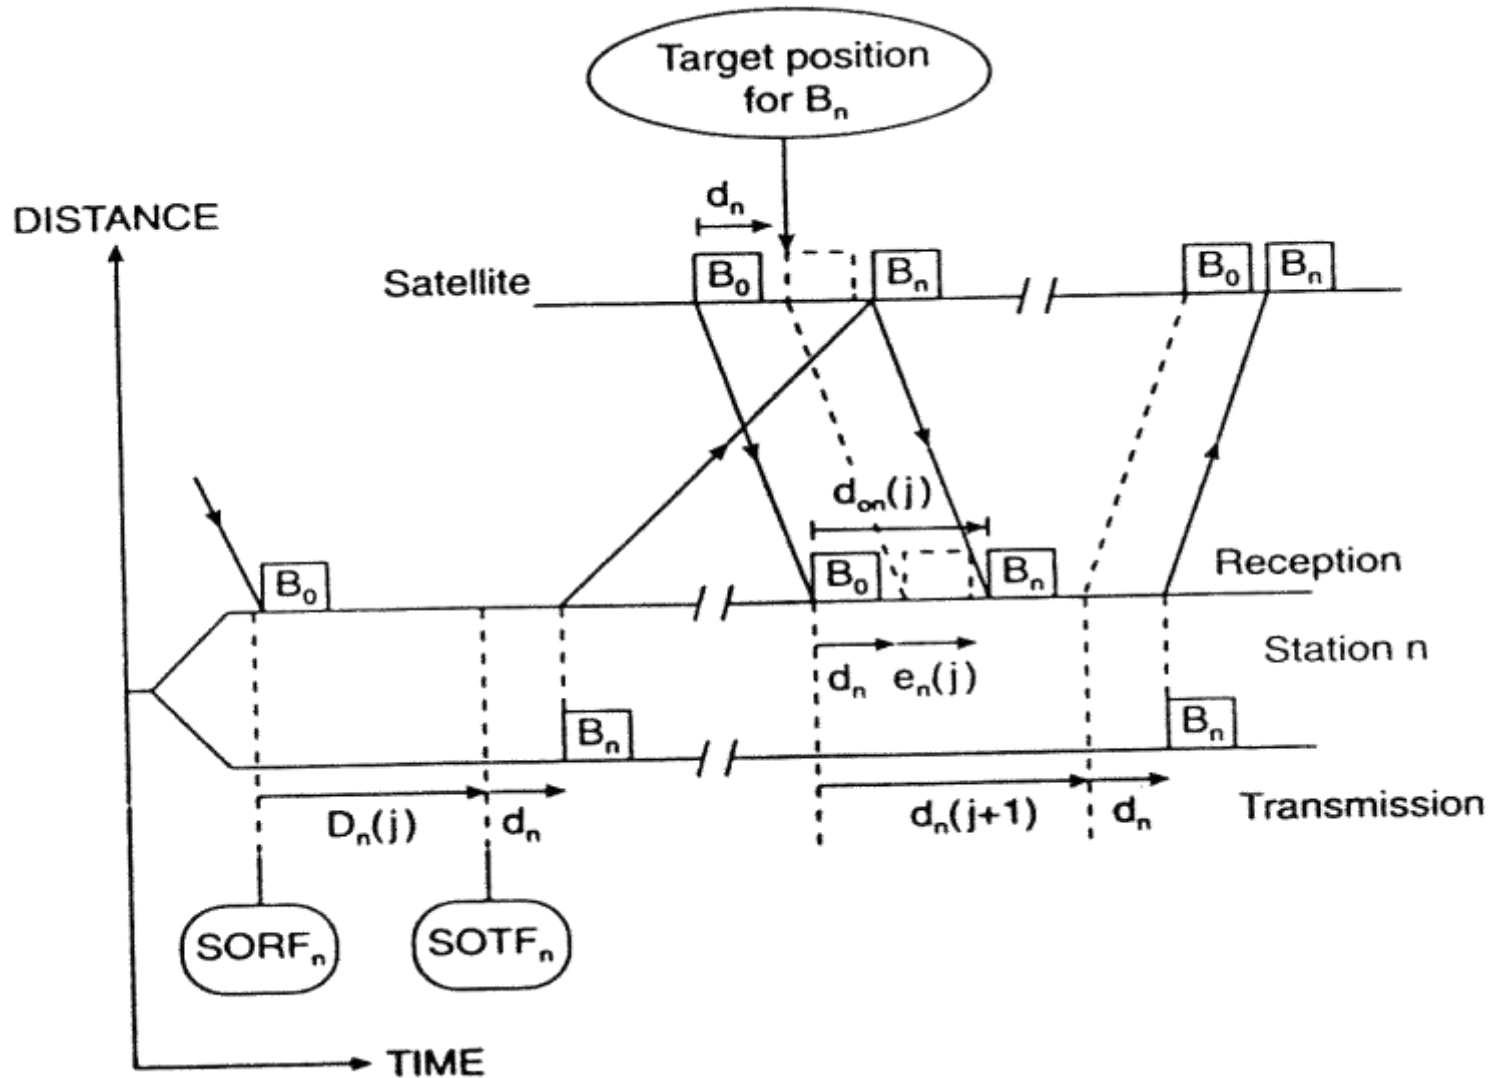 Target position
for Bn
dn
DISTANCE
Satellite
B0
Bn
B0
Bn
don(j)
B0
B0
Bn
Reception
dn
en(j)
Station n
Bn
Bn
Dn(j)
dn
dn(j+1)
dn
Transmission
SORFn
SOTFn
TIME